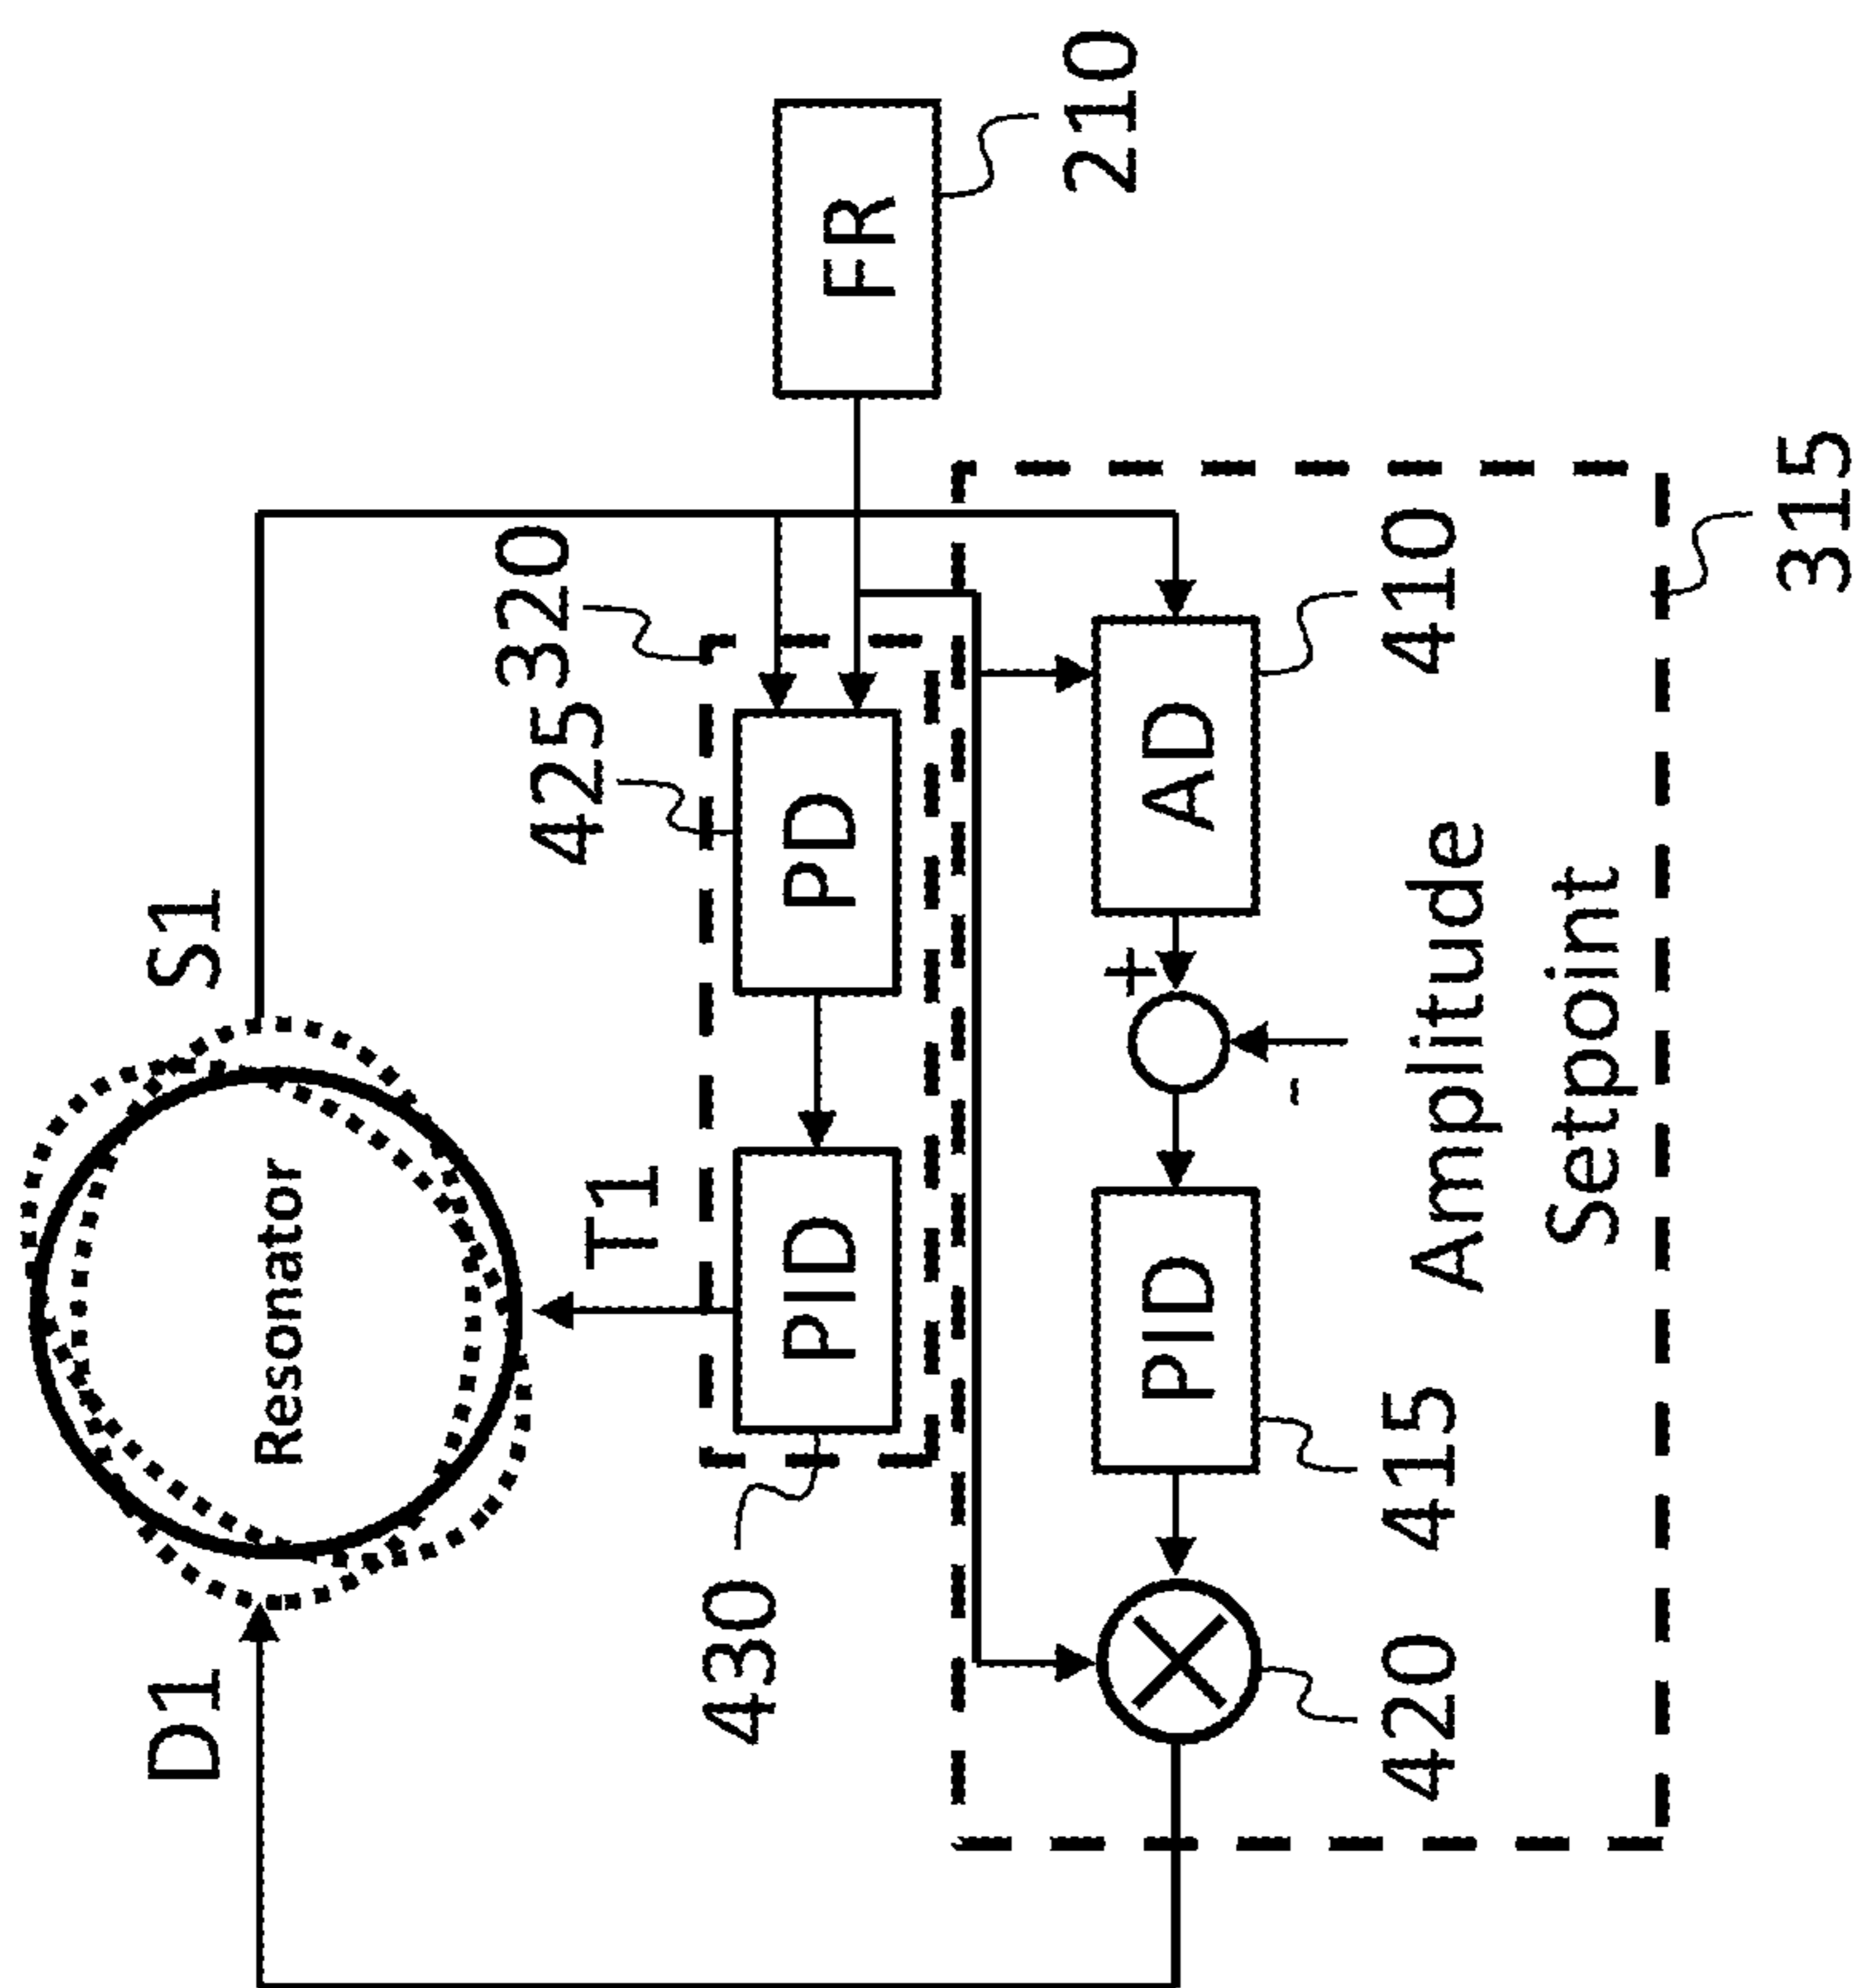 D1
S1
Resonator
T1
425
320
430
PID
PD
FR
210
+
-
PID
AD
420
415
410
Amplitude
Setpoint
315